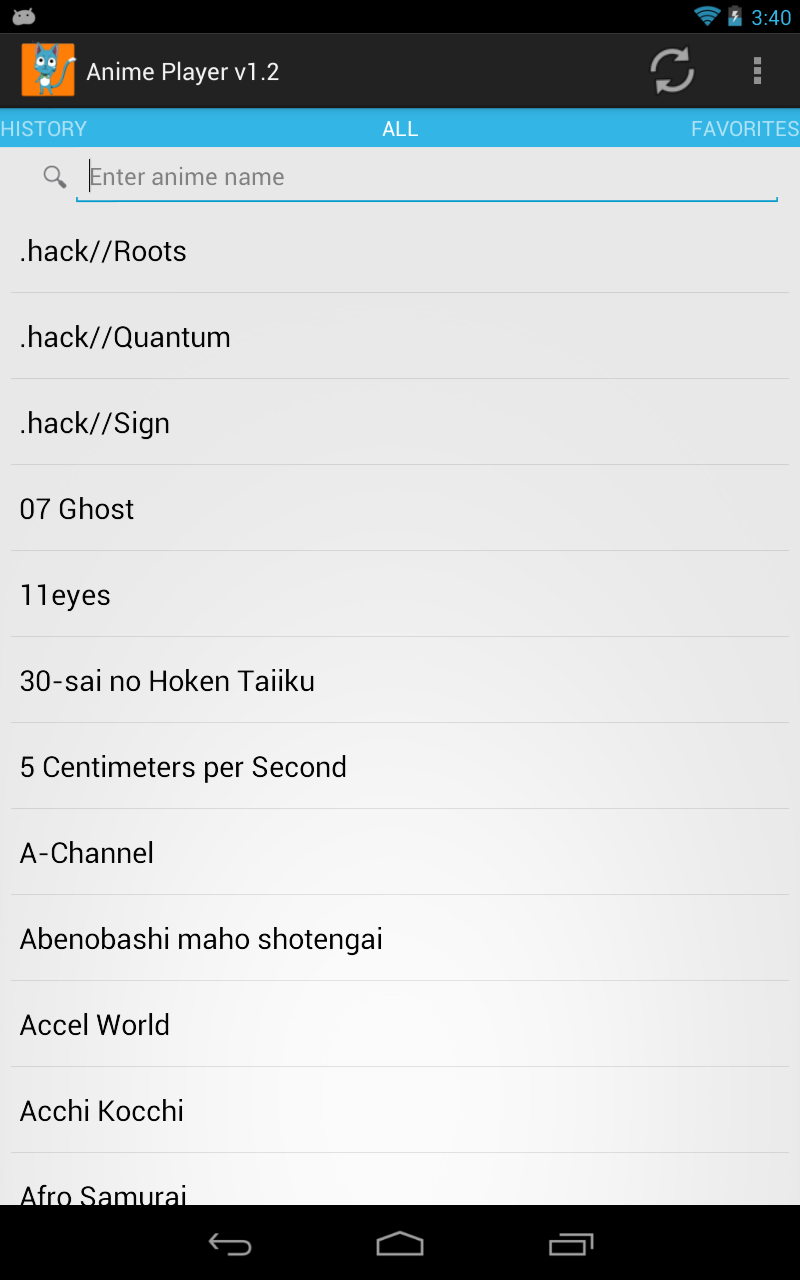 3:40
Anime Player v1.2
HISTORY ALL FAVORITES
Enter anime name
.hack//Roots
.hack//Quantum
.hack//Sign
07 Ghost
11eyes
30-sai no Hoken Taiiku
5 Centimeters per Second
A-Channel
Abenobashi maho shotengai
Accel World
Acchi Kocchi
Afro Samurai